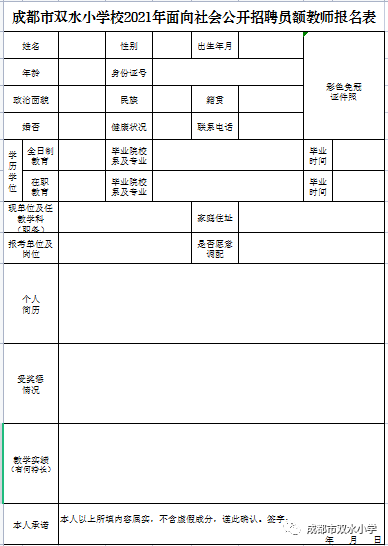 成都市双水小学校2021年面向社会公开招聘员额教师报名表
姓名 性别 出生年月
彩色免冠
证件照
年龄 身份证号
政治面貌 民族 籍贯
婚否 健康状况 联系电话
学历学位
全日制
教育
毕业院校
系及专业
毕业
时间
在职
教育
毕业院校
系及专业
毕业
时间
现单位及任
教学科
(职务)
家庭住址
报考单位及
岗位
是否愿意
调配
个人
简历
受奖惩
情况
教学实绩
(有何特长)
本人承诺
本人以上所填内容属实，不含虚假成分，谨此确认。签字：
年 月 日
成都市双水小学